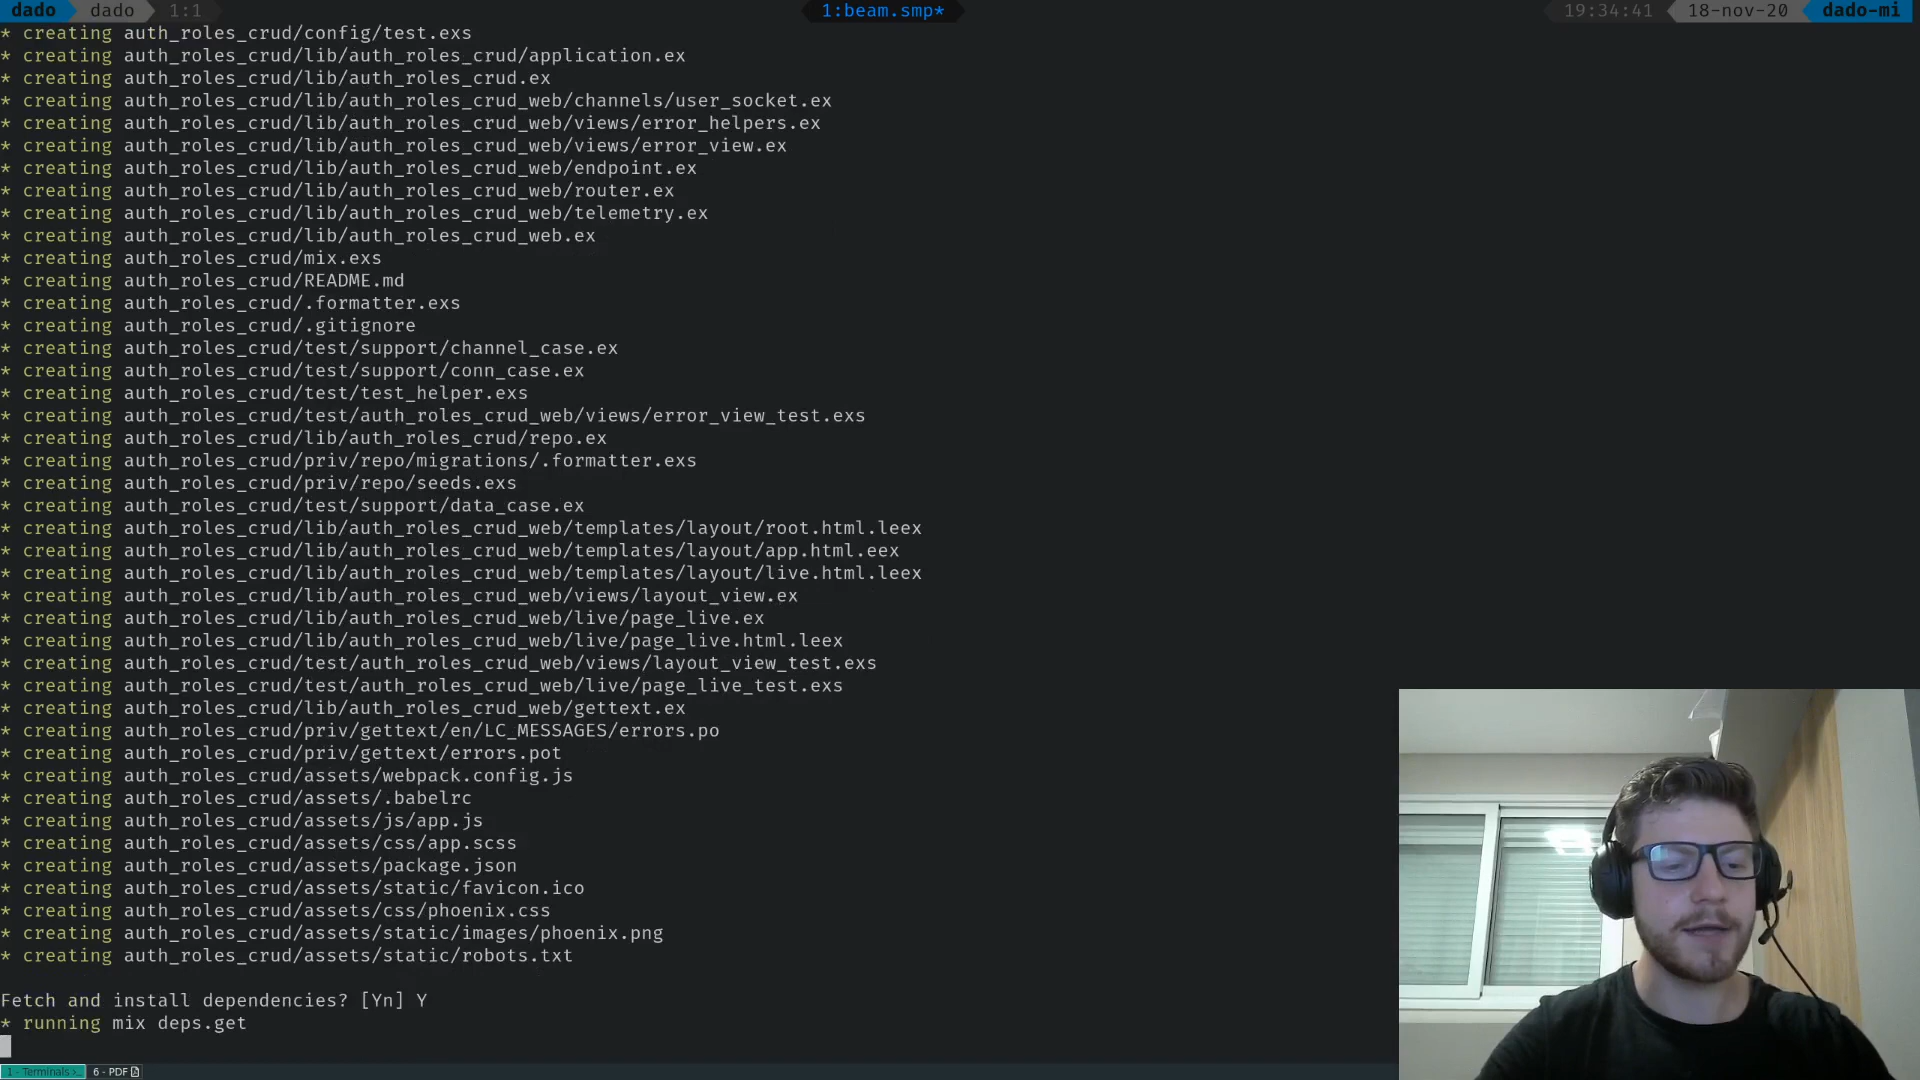 dado dado 1:1 1:beam.smp* 19:34:41 18-nov-20 dado-mi
* creating auth_roles_crud/config/test.exs
* creating auth_roles_crud/lib/auth_roles_crud/application.ex
* creating auth_roles_crud/lib/auth_roles_crud.ex
* creating auth_roles_crud/lib/auth_roles_crud_web/channels/user_socket.ex
* creating auth_roles_crud/lib/auth_roles_crud_web/views/error_helpers.ex
* creating auth_roles_crud/lib/auth_roles_crud_web/views/error_view.ex
* creating auth_roles_crud/lib/auth_roles_crud_web/endpoint.ex
* creating auth_roles_crud/lib/auth_roles_crud_web/router.ex
* creating auth_roles_crud/lib/auth_roles_crud_web/telemetry.ex
* creating auth_roles_crud/lib/auth_roles_crud_web.ex
* creating auth_roles_crud/mix.exs
* creating auth_roles_crud/README.md
* creating auth_roles_crud/.formatter.exs
* creating auth_roles_crud/.gitignore
* creating auth_roles_crud/test/support/channel_case.ex
* creating auth_roles_crud/test/support/conn_case.ex
* creating auth_roles_crud/test/test_helper.exs
* creating auth_roles_crud/test/auth_roles_crud_web/views/error_view_test.exs
* creating auth_roles_crud/lib/auth_roles_crud/repo.ex
* creating auth_roles_crud/priv/repo/migrations/.formatter.exs
* creating auth_roles_crud/priv/repo/seeds.exs
* creating auth_roles_crud/test/support/data_case.ex
* creating auth_roles_crud/lib/auth_roles_crud_web/templates/layout/root.html.leex
* creating auth_roles_crud/lib/auth_roles_crud_web/templates/layout/app.html.eex
* creating auth_roles_crud/lib/auth_roles_crud_web/templates/layout/live.html.leex
* creating auth_roles_crud/lib/auth_roles_crud_web/views/layout_view.ex
* creating auth_roles_crud/lib/auth_roles_crud_web/live/page_live.ex
* creating auth_roles_crud/lib/auth_roles_crud_web/live/page_live.html.leex
* creating auth_roles_crud/test/auth_roles_crud_web/views/layout_view_test.exs
* creating auth_roles_crud/test/auth_roles_crud_web/live/page_live_test.exs
* creating auth_roles_crud/lib/auth_roles_crud_web/gettext.ex
* creating auth_roles_crud/priv/gettext/en/LC_MESSAGES/errors.po
* creating auth_roles_crud/priv/gettext/errors.pot
* creating auth_roles_crud/assets/webpack.config.js
* creating auth_roles_crud/assets/.babelrc
* creating auth_roles_crud/assets/js/app.js
* creating auth_roles_crud/assets/css/app.scss
* creating auth_roles_crud/assets/package.json
* creating auth_roles_crud/assets/static/favicon.ico
* creating auth_roles_crud/assets/css/phoenix.css
* creating auth_roles_crud/assets/static/images/phoenix.png
* creating auth_roles_crud/assets/static/robots.txt
Fetch and install dependencies? [Yn] Y
* running mix deps.get
1 - Terminals 6 - PDF